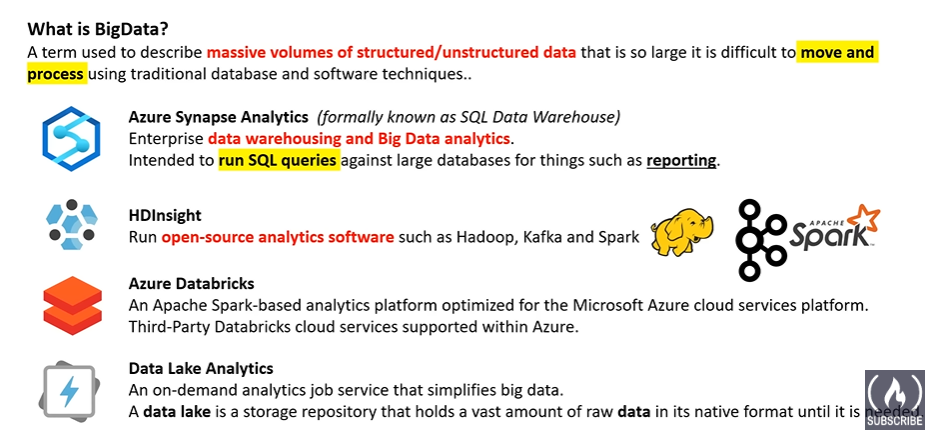 What is BigData?
A term used to describe massive volumes of structured/unstructured data that is so large it is difficult to move and
process using traditional database and software techniques..
Azure Synapse Analytics (formally known as SQL Data Warehouse)
Enterprise data warehousing and Big Data analytics.
Intended to run SQL queries against large databases for things such as reporting.
HDInsight
Run open-source analytics software such as Hadoop, Kafka and Spark
APACHE
Spark
Azure Databricks
An Apache Spark-based analytics platform optimized for the Microsoft Azure cloud services platform.
Third-Party Databricks cloud services supported within Azure.
Data Lake Analytics
An on-demand analytics job service that simplifies big data.
A data lake is a storage repository that holds a vast amount of raw data in its native format until it is needed.
SUBSCRIBE